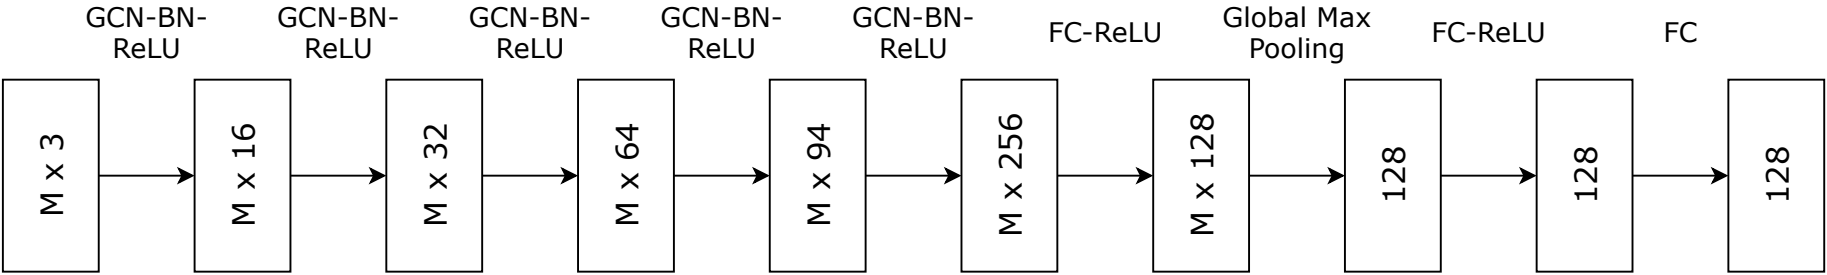 GCN-BN-
ReLU
GCN-BN-
ReLU
GCN-BN-
ReLU
GCN-BN-
ReLU
GCN-BN-
ReLU
FC-ReLU
Global Max
Pooling
FC-ReLU
FC
M x 3
M x 16
M x 32
M x 64
M x 94
M x 256
M x 128
128
128
128